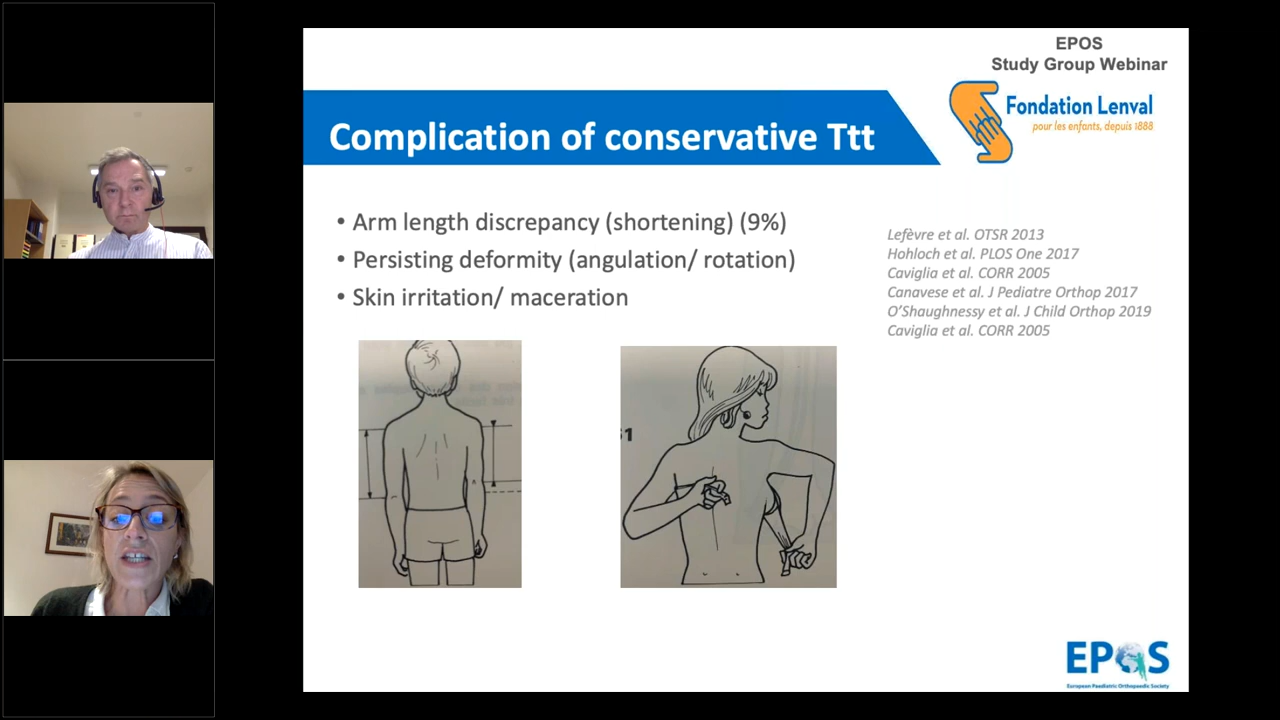 EPOS
Study Group Webinar
Fondation Lenval
pour les enfants, depuis 1888
Complication of conservative Ttt
• Arm length discrepancy (shortening) (9%)
• Persisting deformity (angulation/ rotation)
• Skin irritation/ maceration
Lefèvre et al. OTSR 2013
Hohloch et al. PLOS One 2017
Caviglia et al. CORR 2005
Canavese et al. J Pediatre Orthop 2017
O'Shaughnessy et al. J Child Orthop 2019
Caviglia et al. CORR 2005
EPOS
European Paediatric Orthopaedic Society